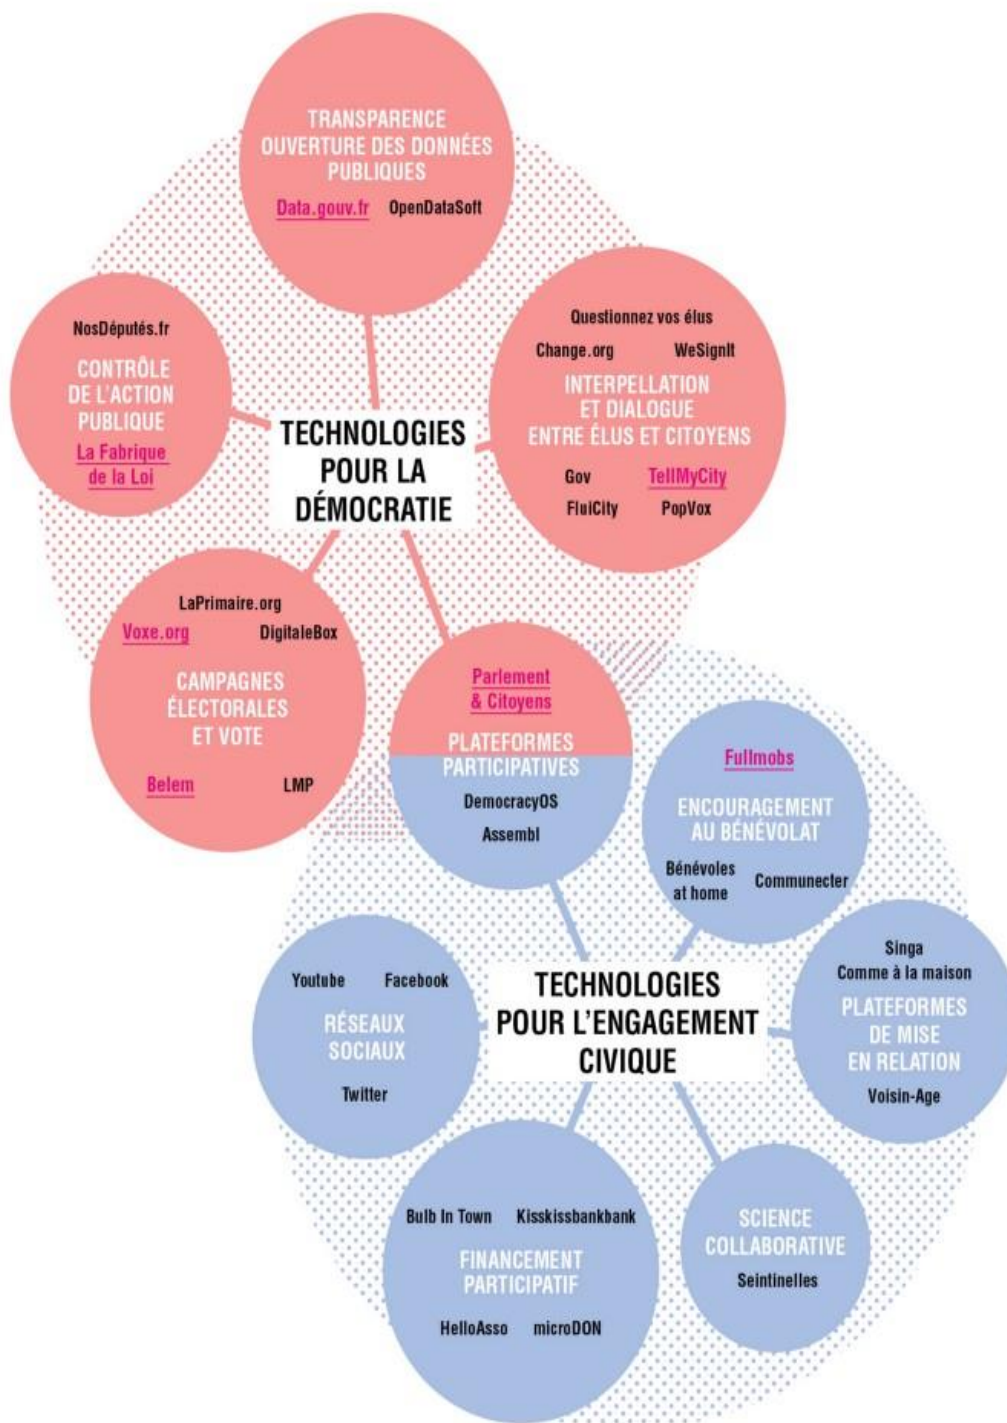 TRANSPARENCE
OUVERTURE DES DONNÉES
PUBLIQUES
Data.gouv.fr OpenDataSoft
NosDéputés.fr
CONTRÔLE
DE L'ACTION
PUBLIQUE
La Fabrique
de la Loi
Questionnez vos élus
Change.org WeSignIt
INTERPELLATION
ET DIALOGUE
ENTRE ÉLUS ET CITOYENS
Gov TellMyCity
FluiCity PopVox
TECHNOLOGIES
POUR LA
DÉMOCRATIE
LaPrimaire.org
Voxe.org DigitaleBox
CAMPAGNES
ÉLECTORALES
ET VOTE
Belem LMP
Parlement
& Citoyens
PLATEFORMES
PARTICIPATIVES
DemocracyOS
Assembl
Fullmobs
ENCOURAGEMENT
AU BÉNÉVOLAT
Bénévoles
at home
Communecter
Singa
Comme à la maison
PLATEFORMES
DE MISE
EN RELATION
Voisin-Age
TECHNOLOGIES
POUR L'ENGAGEMENT
CIVIQUE
Youtube Facebook
RÉSEAUX
SOCIAUX
Twitter
Bulb In Town Kisskissbankbank
FINANCEMENT
PARTICIPATIF
HelloAsso microDON
SCIENCE
COLLABORATIVE
Seintinelles